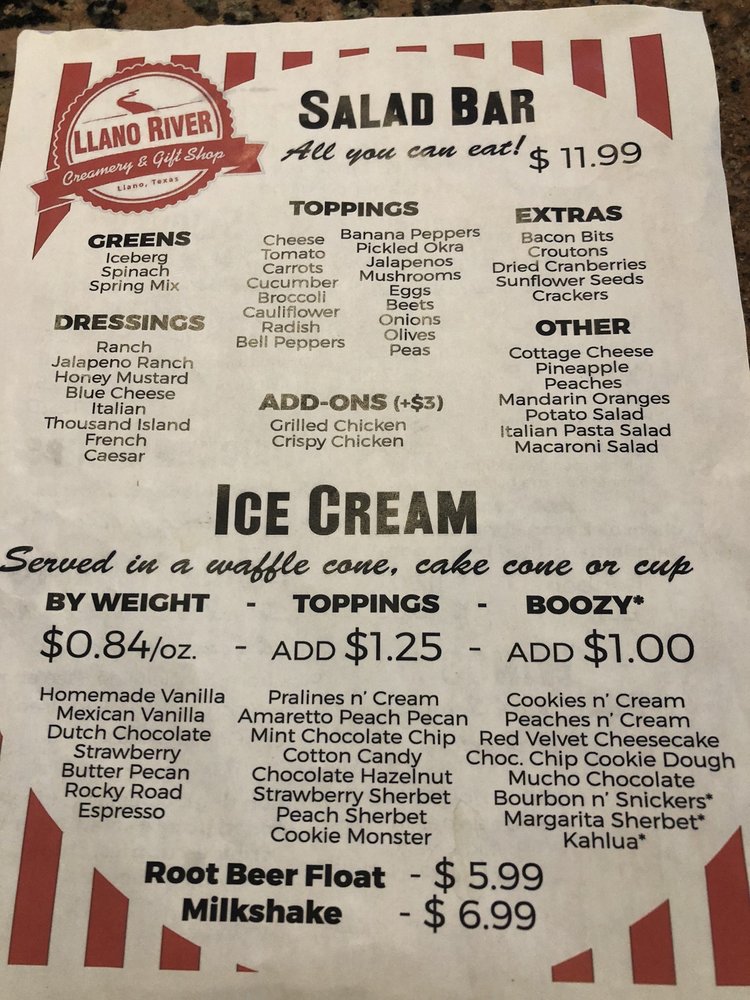 LLANO RIVER
Creamery & Gift Shop
Llano, Texas
SALAD BAR
All you can eat! $ 11.99
GREENS
Iceberg
Spinach
Spring Mix
DRESSINGS
Ranch
Jalapeno Ranch
Honey Mustard
Blue Cheese
Italian
Thousand Island
French
Caesar
TOPPINGS
Cheese
Tomato
Carrots
Cucumber
Broccoli
Cauliflower
Radish
Bell Peppers
Banana Peppers
Pickled Okra
Jalapenos
Mushrooms
Eggs
Beets
Onions
Olives
Peas
ADD-ONS (+$3)
Grilled Chicken
Crispy Chicken
EXTRAS
Bacon Bits
Croutons
Dried Cranberries
Sunflower Seeds
Crackers
OTHER
Cottage Cheese
Pineapple
Peaches
Mandarin Oranges
Potato Salad
Italian Pasta Salad
Macaroni Salad
ICE CREAM
Served in a waffle cone, cake cone or cup
BY WEIGHT - TOPPINGS - BOOZY*
$0.84/oz. - ADD $1.25 - ADD $1.00
Homemade Vanilla
Mexican Vanilla
Dutch Chocolate
Strawberry
Butter Pecan
Rocky Road
Espresso
Pralines n' Cream
Amaretto Peach Pecan
Mint Chocolate Chip
Cotton Candy
Chocolate Hazelnut
Strawberry Sherbet
Peach Sherbet
Cookie Monster
Cookies n' Cream
Peaches n' Cream
Red Velvet Cheesecake
Choc. Chip Cookie Dough
Mucho Chocolate
Bourbon n' Snickers*
Margarita Sherbet*
Kahlua*
Root Beer Float - $ 5.99
Milkshake - $ 6.99